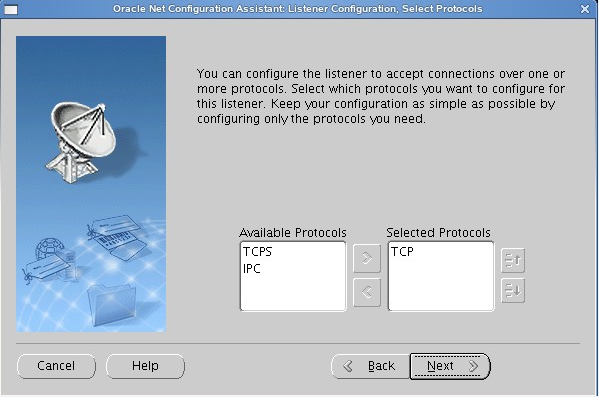 Oracle Net Configuration Assistant: Listener Configuration, Select Protocols
You can configure the listener to accept connections over one or
more protocols. Select which protocols you want to configure for
this listener. Keep your configuration as simple as possible by
configuring only the protocols you need.
Available Protocols
TCPS
IPC
Selected Protocols
TCP
Cancel
Help
Back
Next